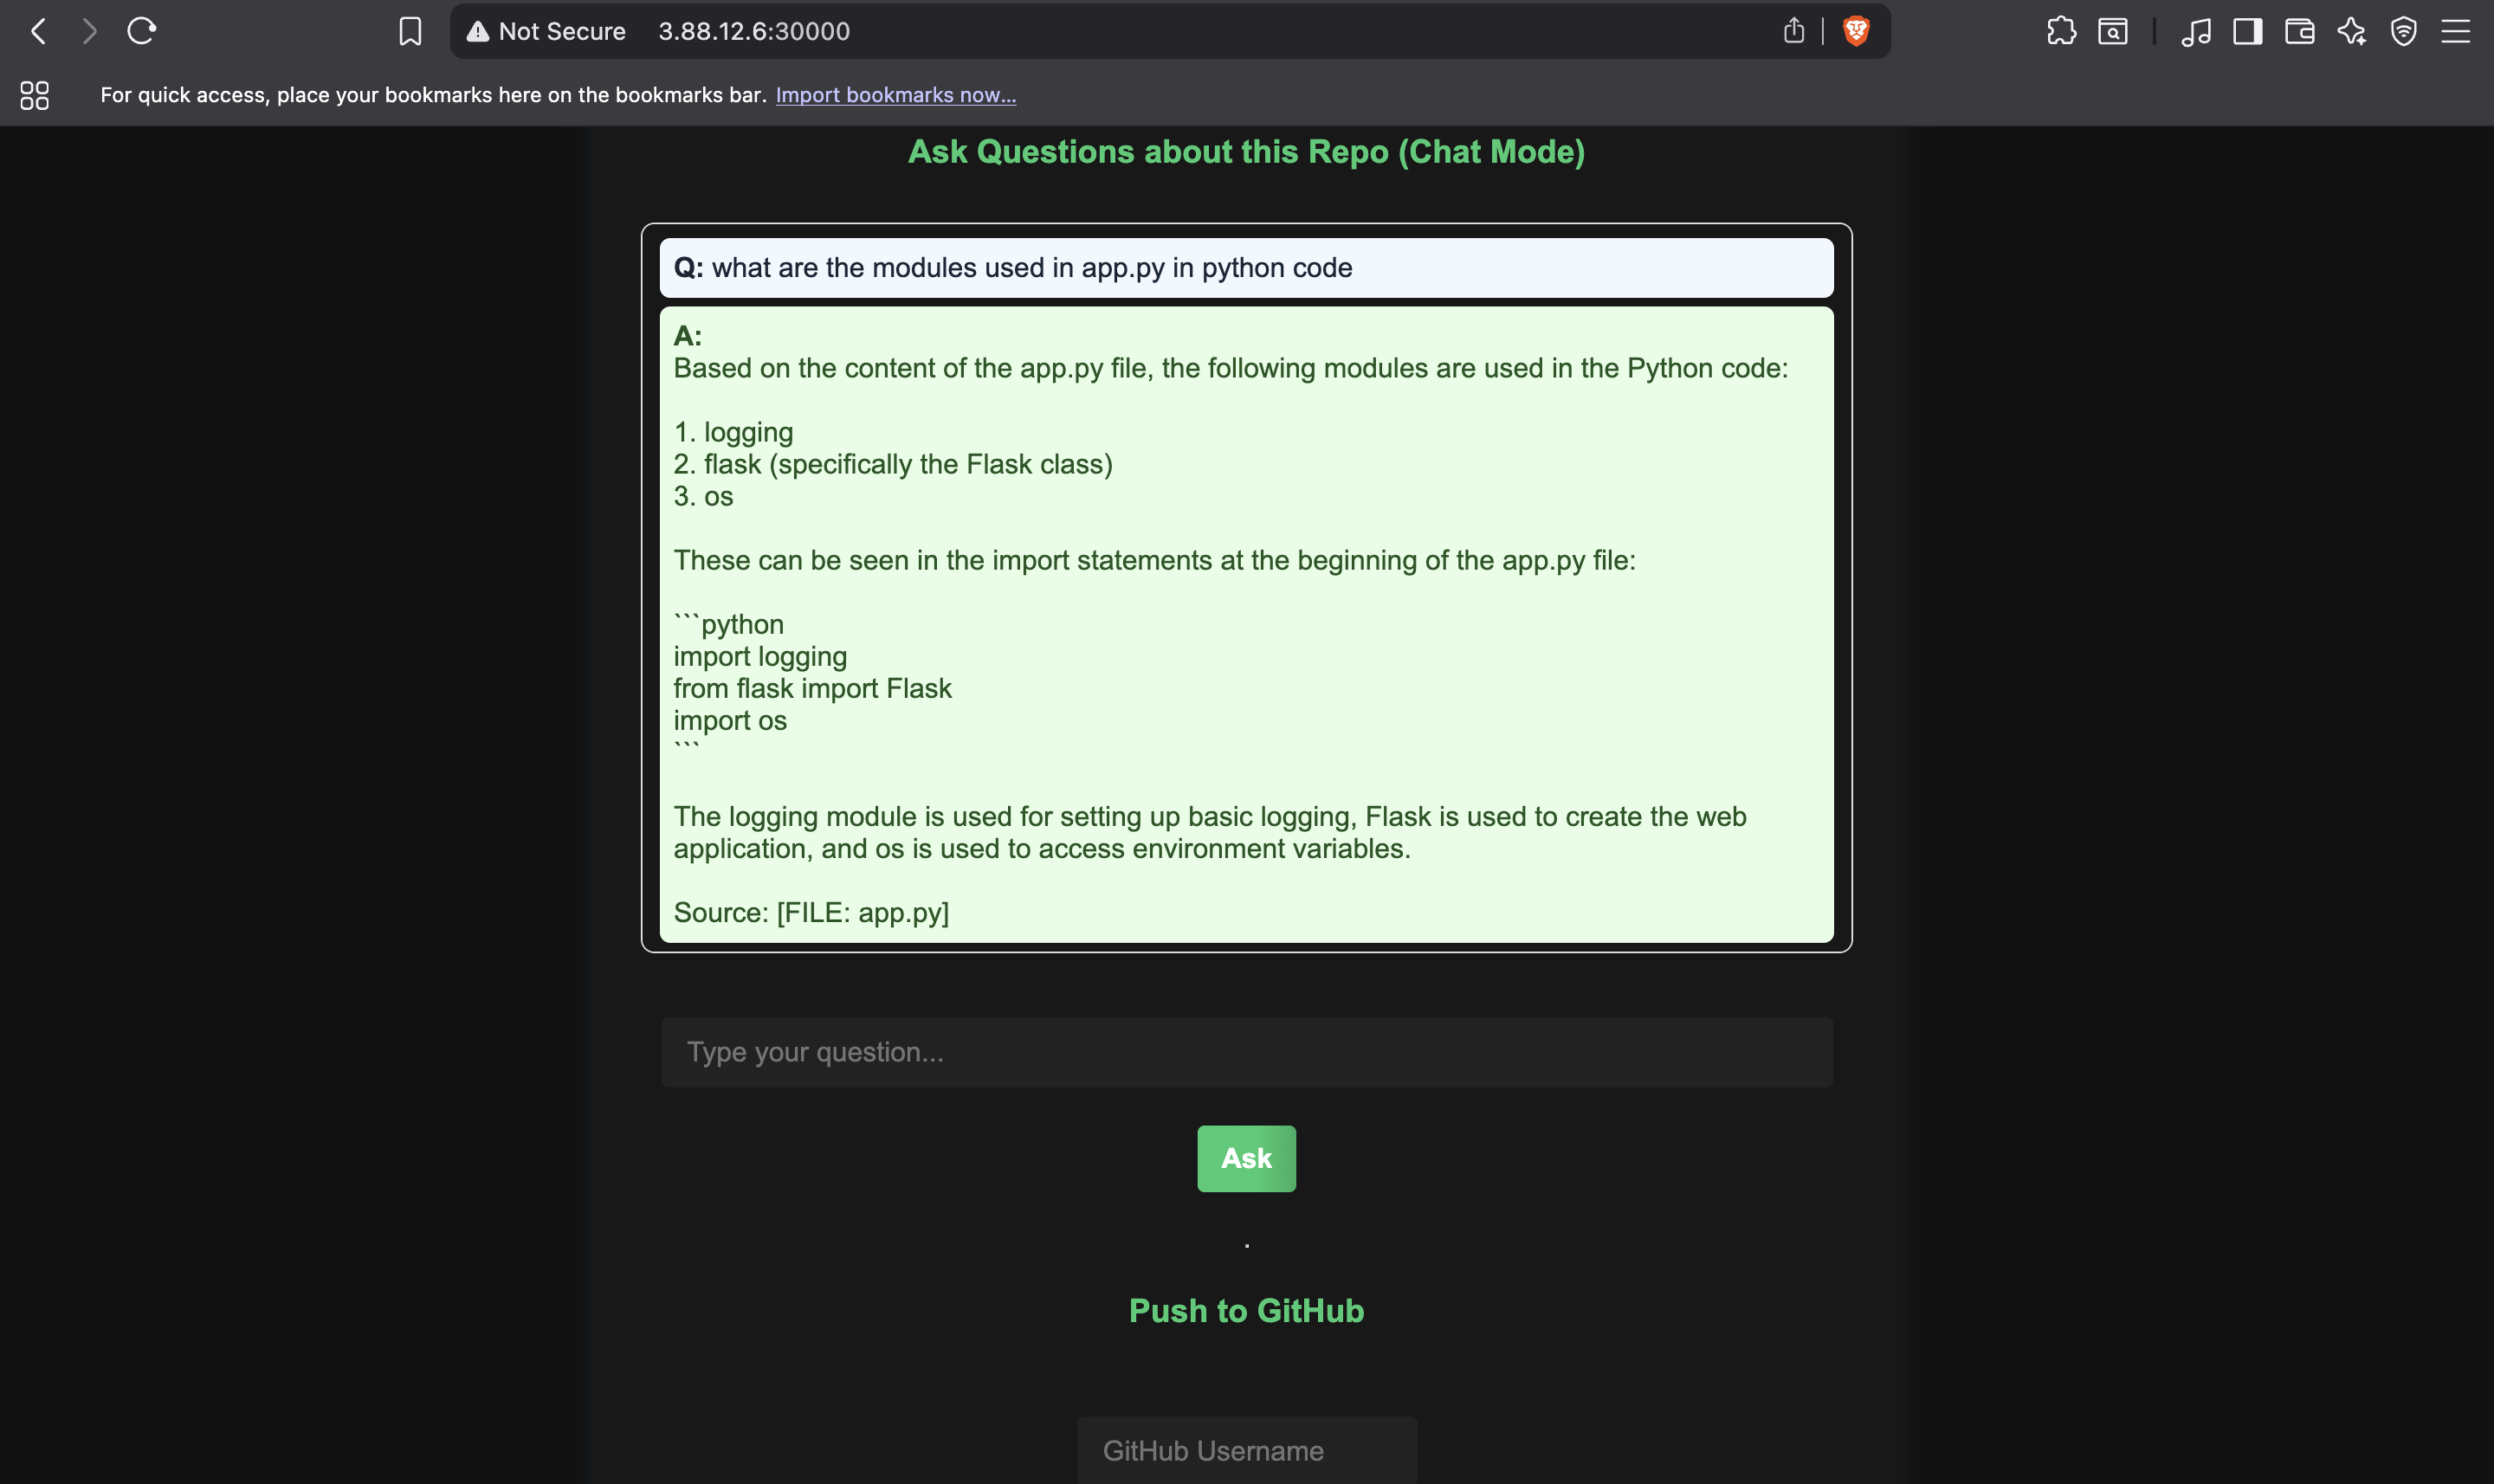 Not Secure 3.88.12.6:30000
For quick access, place your bookmarks here on the bookmarks bar. Import bookmarks now...
Ask Questions about this Repo (Chat Mode)
Q: what are the modules used in app.py in python code
A:
Based on the content of the app.py file, the following modules are used in the Python code:
1. logging
2. flask (specifically the Flask class)
3. os
These can be seen in the import statements at the beginning of the app.py file:
```python
import logging
from flask import Flask
import os
```
The logging module is used for setting up basic logging, Flask is used to create the web
application, and os is used to access environment variables.
Source: [FILE: app.py]
Type your question...
Ask
.
Push to GitHub
GitHub Username